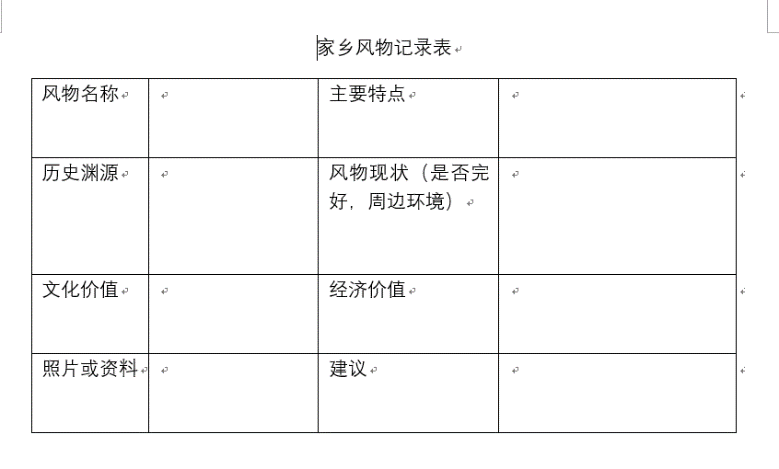 家乡风物记录表
风物名称 主要特点
历史渊源 风物现状（是否完
好，周边环境）
文化价值 经济价值
照片或资料 建议